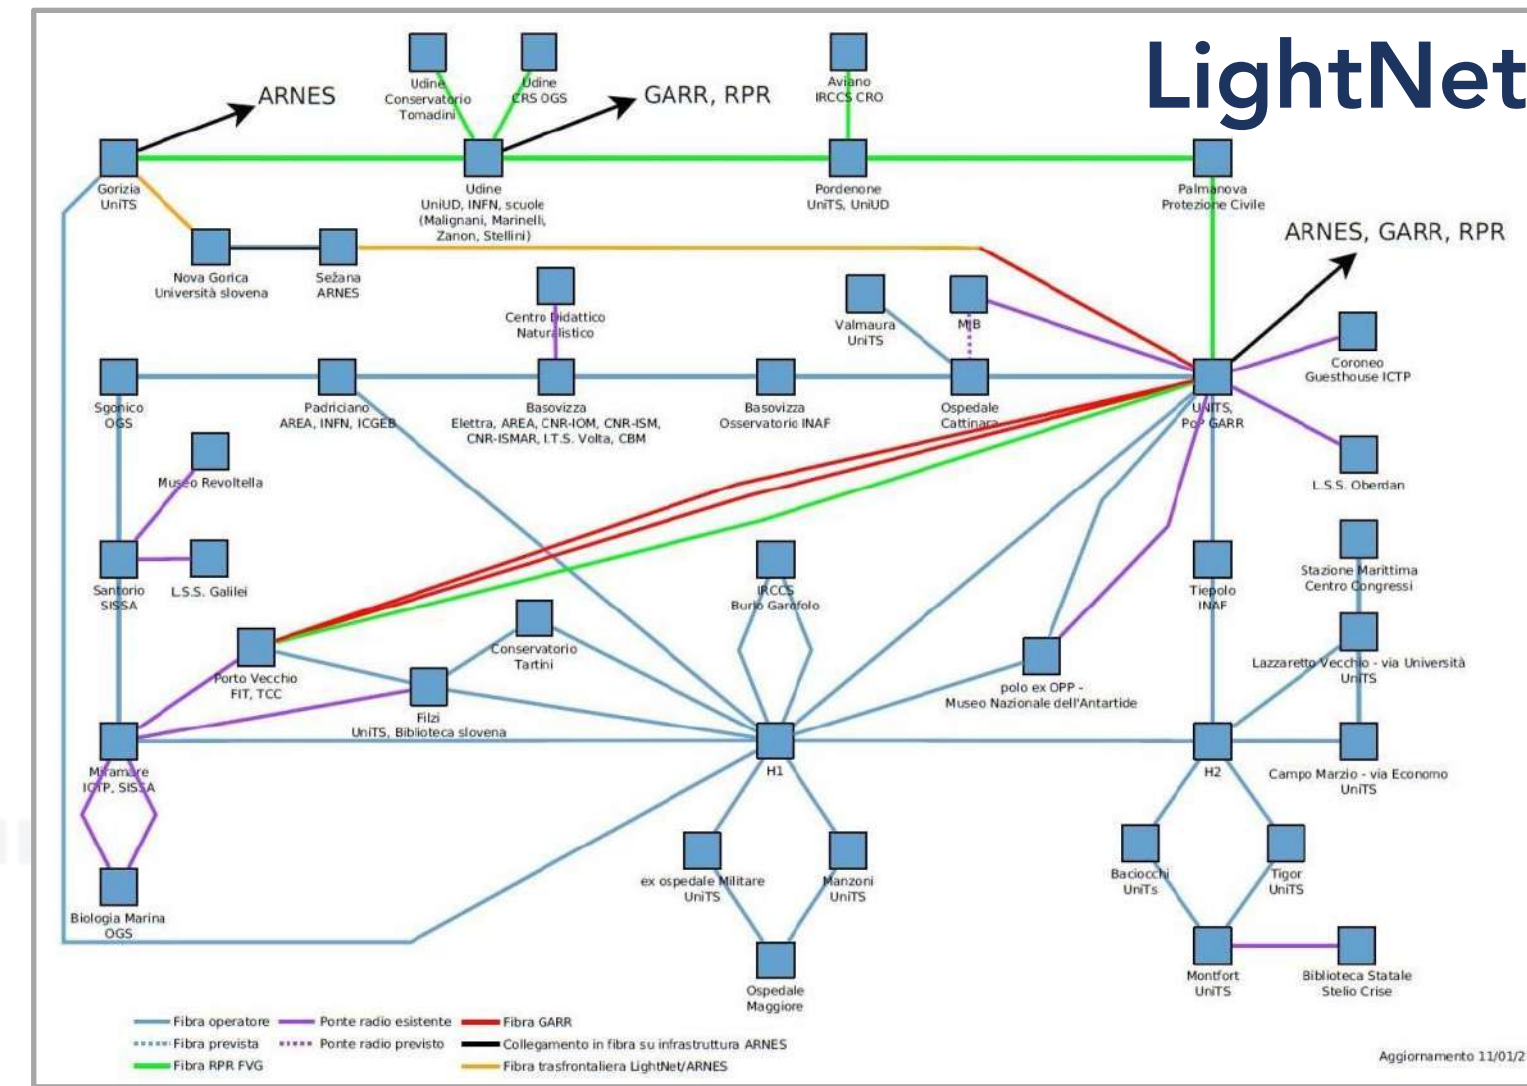 LightNet
ARNES
GARR, RPR
Udine
Conservatorio
Tomadini
Udine
CRS OGS
Aviano
IRCCS CRO
Gorizia
UniTS
Udine
UniUD, INFN, scuole
(Malignani, Marinelli,
Zanon, Stellini)
Pordenone
UniTS, UniUD
Palmanova
Protezione Civile
ARNES, GARR, RPR
Nova Gorica
Università slovena
Sežana
ARNES
Centro Didattico
Naturalistico
Valmaura
UniTS
MIB
Coroneo
Guesthouse ICTP
Sgonico
OGS
Padriciano
AREA, INFN, ICGEB
Basovizza
Elettra, AREA, CNR-IOM, CNR-ISM,
CNR-ISMAR, I.T.S. Volta, CBM
Basovizza
Osservatorio INAF
Ospedale
Cattinara
UNITS,
PoP GARR
Museo Revoltella
L.S.S. Oberdan
Santorio
SISSA
L.S.S. Galilei
IRCCS
Burlo Garofolo
Tiepolo
INAF
Stazione Marittima
Centro Congressi
Conservatorio
Tartini
Porto Vecchio
FIT, TCC
Filzi
UniTS, Biblioteca slovena
polo ex OPP -
Museo Nazionale dell'Antartide
Lazzaretto Vecchio - via Università
UniTS
Miramare
ICTP, SISSA
H1
H2
Campo Marzio - via Economo
UniTS
ex ospedale Militare
UniTS
Manzoni
UniTS
Baciocchi
UniTs
Tigor
UniTS
Biologia Marina
OGS
Ospedale
Maggiore
Montfort
UniTS
Biblioteca Statale
Stelio Crise
Fibra operatore
Ponte radio esistente
Fibra GARR
Fibra prevista
Ponte radio previsto
Collegamento in fibra su infrastruttura ARNES
Fibra RPR FVG
Fibra trasfrontaliera LightNet/ARNES
Aggiornamento 11/01/2